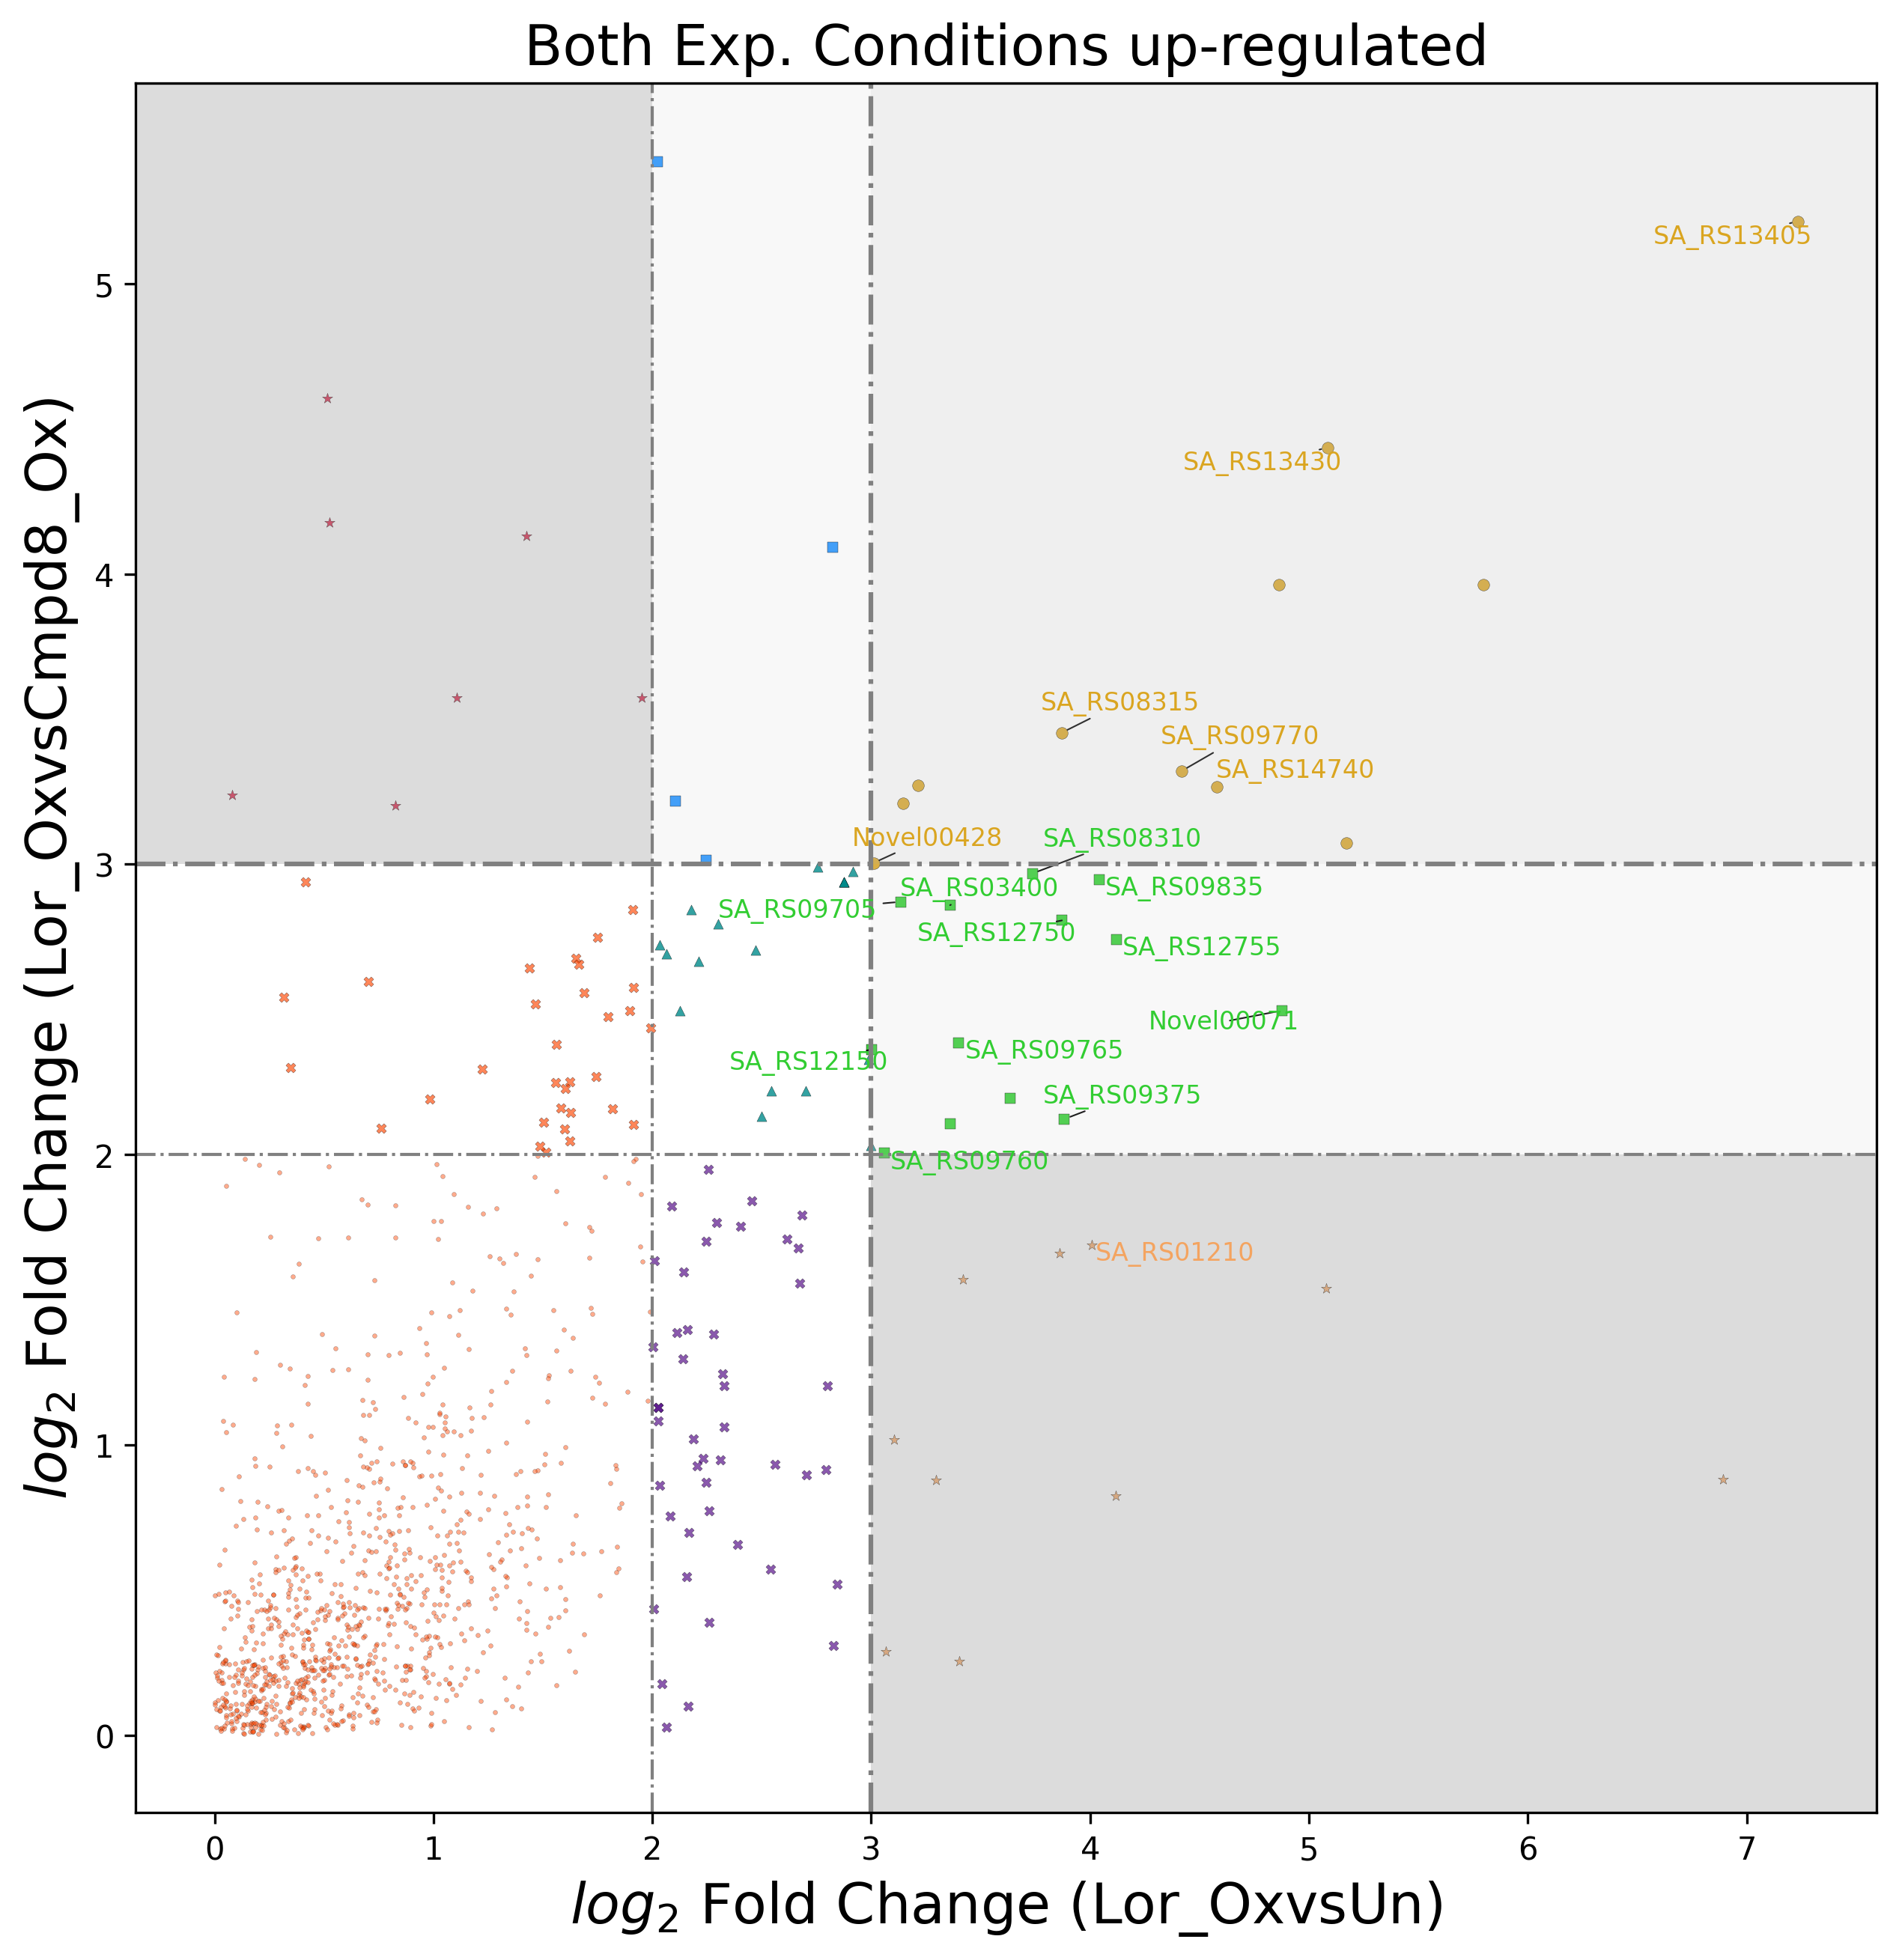 Both Exp. Conditions up-regulated
log2 Fold Change (Lor_OxvsCmpd8_Ox)
5
4
3
2
1
0
SA_RS13405
SA_RS13430
SA_RS08315
SA_RS09770
SA_RS14740
Novel00428
SA_RS08310
SA_RS03400
SA_RS09835
SA_RS09705
SA_RS12750
SA_RS12755
Novel00071
SA_RS09765
SA_RS12150
SA_RS09375
SA_RS09760
SA_RS01210
0 1 2 3 4 5 6 7
log2 Fold Change (Lor_OxvsUn)